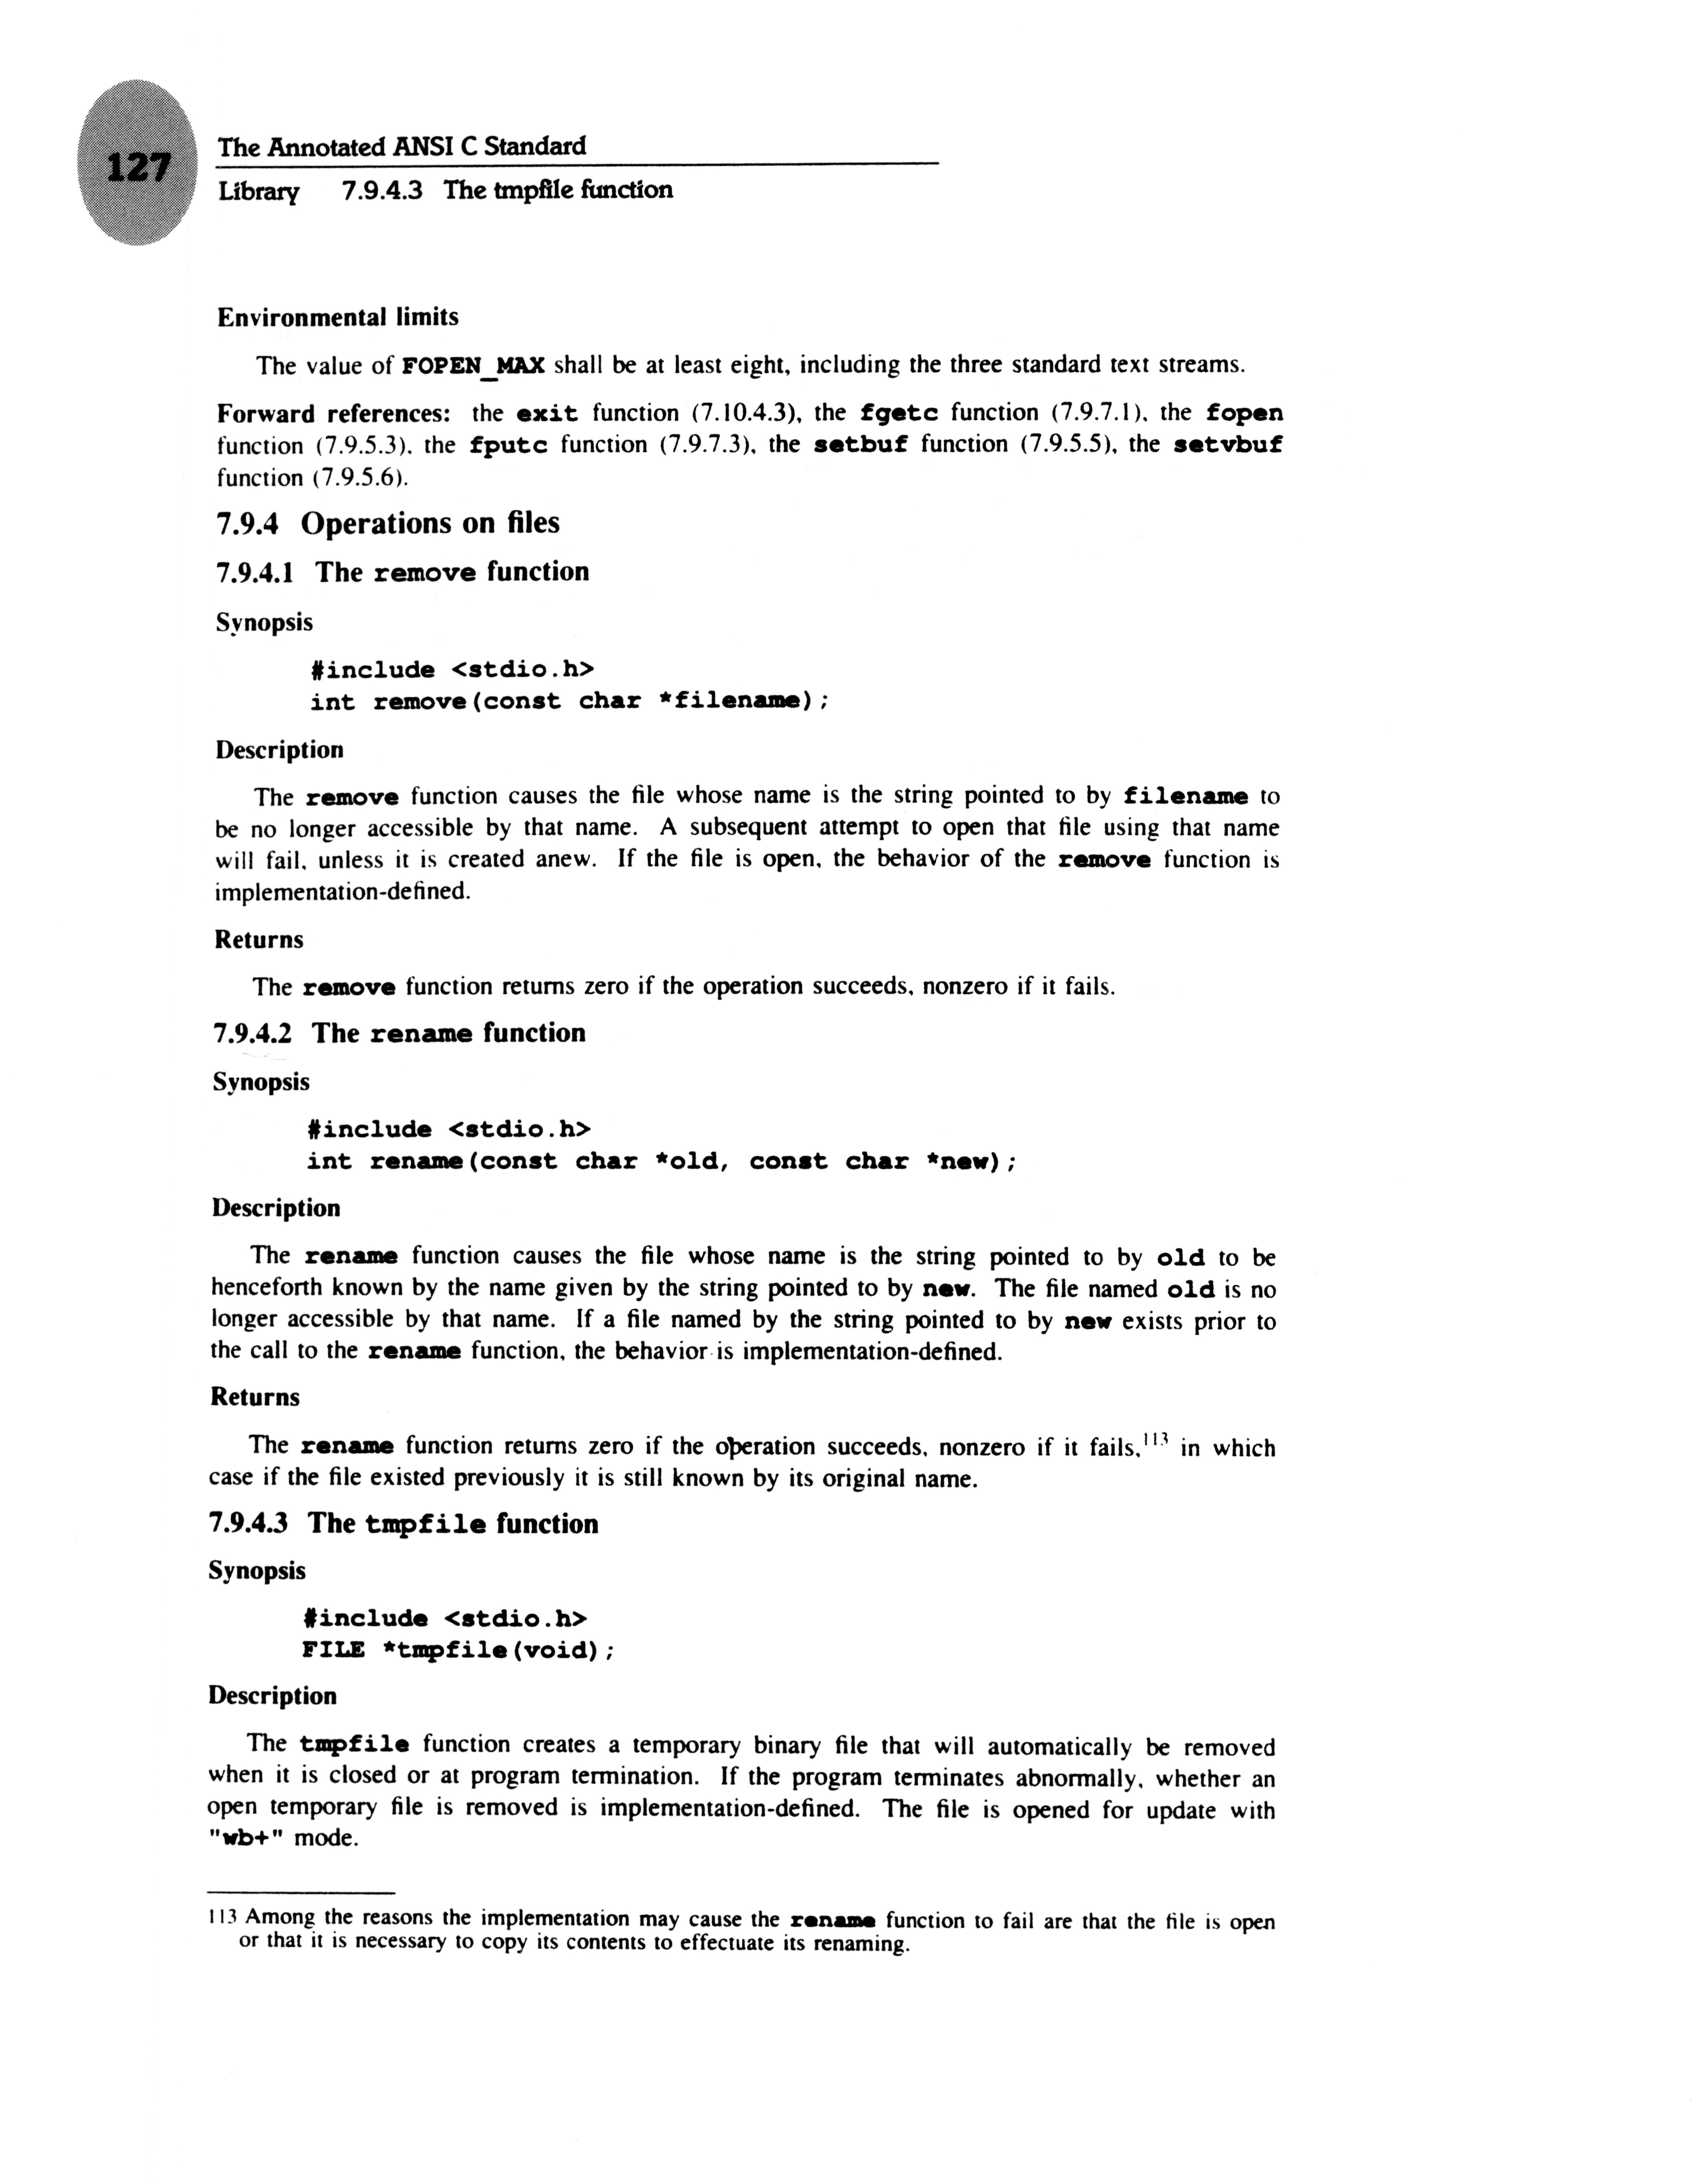 127
The Annotated ANSI C Standard
Library 7.9.4.3 The tmpfile function
Environmental limits
The value of FOPEN_MAX shall be at least eight, including the three standard text streams.
Forward references: the exit function (7.10.4.3), the fgetc function (7.9.7.1), the fopen
function (7.9.5.3), the fputc function (7.9.7.3), the setbuf function (7.9.5.5), the setvbuf
function (7.9.5.6).
7.9.4 Operations on files
7.9.4.1 The remove function
Synopsis
#include <stdio.h>
int remove(const char *filename);
Description
The remove function causes the file whose name is the string pointed to by filename to
be no longer accessible by that name. A subsequent attempt to open that file using that name
will fail, unless it is created anew. If the file is open, the behavior of the remove function is
implementation-defined.
Returns
The remove function returns zero if the operation succeeds, nonzero if it fails.
7.9.4.2 The rename function
Synopsis
#include <stdio.h>
int rename(const char *old, const char *new);
Description
The rename function causes the file whose name is the string pointed to by old to be
henceforth known by the name given by the string pointed to by new. The file named old is no
longer accessible by that name. If a file named by the string pointed to by new exists prior to
the call to the rename function, the behavior is implementation-defined.
Returns
The rename function returns zero if the operation succeeds, nonzero if it fails,113 in which
case if the file existed previously it is still known by its original name.
7.9.4.3 The tmpfile function
Synopsis
#include <stdio.h>
FILE *tmpfile(void);
Description
The tmpfile function creates a temporary binary file that will automatically be removed
when it is closed or at program termination. If the program terminates abnormally, whether an
open temporary file is removed is implementation-defined. The file is opened for update with
"wb+" mode.
113 Among the reasons the implementation may cause the rename function to fail are that the file is open
or that it is necessary to copy its contents to effectuate its renaming.